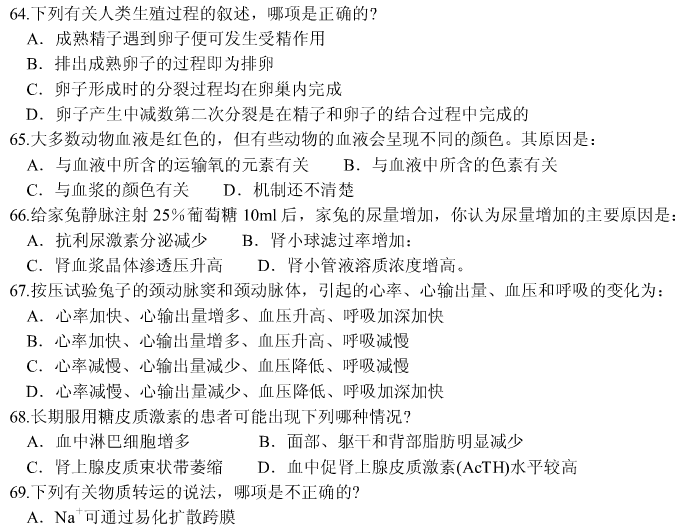 64.下列有关人类生殖过程的叙述，哪项是正确的?
A．成熟精子遇到卵子便可发生受精作用
B．排出成熟卵子的过程即为排卵
C．卵子形成时的分裂过程均在卵巢内完成
D．卵子产生中减数第二次分裂是在精子和卵子的结合过程中完成的
65.大多数动物血液是红色的，但有些动物的血液会呈现不同的颜色。其原因是：
A．与血液中所含的运输氧的元素有关 B．与血液中所含的色素有关
C．与血浆的颜色有关 D．机制还不清楚
66.给家兔静脉注射 25%葡萄糖 10ml 后，家兔的尿量增加，你认为尿量增加的主要原因是：
A．抗利尿激素分泌减少 B．肾小球滤过率增加：
C．肾血浆晶体渗透压升高 D．肾小管液溶质浓度增高。
67.按压试验兔子的颈动脉窦和颈动脉体，引起的心率、心输出量、血压和呼吸的变化为：
A．心率加快、心输出量增多、血压升高、呼吸加深加快
B．心率加快、心输出量增多、血压升高、呼吸减慢
C．心率减慢、心输出量减少、血压降低、呼吸减慢
D．心率减慢、心输出量减少、血压降低、呼吸加深加快
68.长期服用糖皮质激素的患者可能出现下列哪种情况?
A．血中淋巴细胞增多 B．面部、躯干和背部脂肪明显减少
C．肾上腺皮质束状带萎缩 D．血中促肾上腺皮质激素(AcTH)水平较高
69.下列有关物质转运的说法，哪项是不正确的?
A．Na⁺可通过易化扩散跨膜